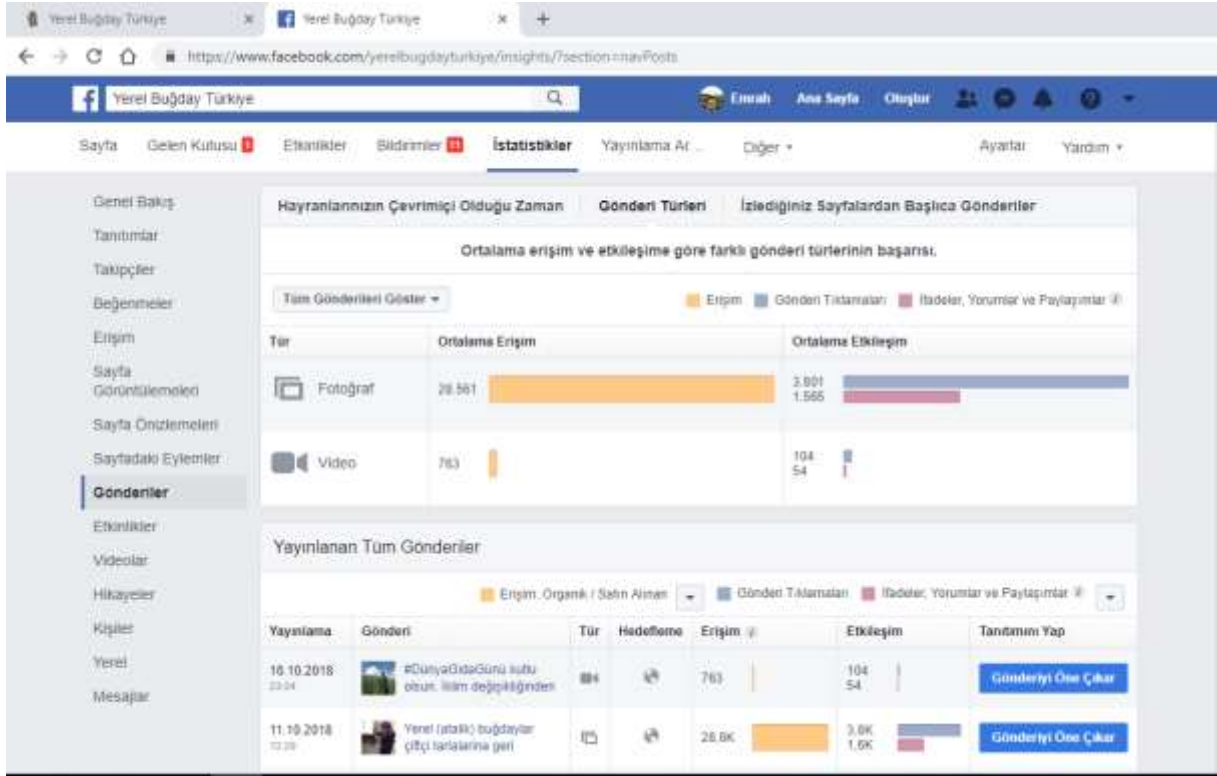 Yerel Buğday Türkiye
Yerel Buğday Türkiye
https://www.facebook.com/yerelbugdayturkiye/insights/?section=navPosts
Yerel Buğday Türkiye
Emrah Ana Sayfa Oluştur
Sayfa Gelen Kutusu Etkinlikler Bildirimler İstatistikler Yayınlama Ar ... Diğer Ayarlar Yardım
Genel Bakış
Tanıtımlar
Takipçiler
Beğenmeler
Erişim
Sayfa
Görüntülemeleri
Sayfa Önizlemeleri
Sayfadaki Eylemler
Gönderiler
Etkinlikler
Videolar
Hikayeler
Kişiler
Yerel
Mesajlar
Hayranlarınızın Çevrimiçi Olduğu Zaman Gönderi Türleri İzlediğiniz Sayfalardan Başlıca Gönderiler
Ortalama erişim ve etkileşime göre farklı gönderi türlerinin başarısı.
Tüm Gönderileri Göster Erişim Gönderi Tıklamaları İfadeler, Yorumlar ve Paylaşımlar
Tür Ortalama Erişim Ortalama Etkileşim
Fotoğraf 28.561 3.801
1.565
Video 763 104
54
Yayınlanan Tüm Gönderiler
Erişim: Organik / Satın Alınan Gönderi Tıklamaları İfadeler, Yorumlar ve Paylaşımlar
Yayınlama Gönderi Tür Hedefleme Erişim Etkileşim Tanıtımını Yap
16.10.2018 #DünyaGıdaGünü kutlu 763 104 Gönderiyi Öne Çıkar
olsun. İklim değişikliğinden 54
11.10.2018 Yerel (atalık) buğdaylar 28,6K 3,8K Gönderiyi Öne Çıkar
çiftçi tarlalarına geri 1,6K